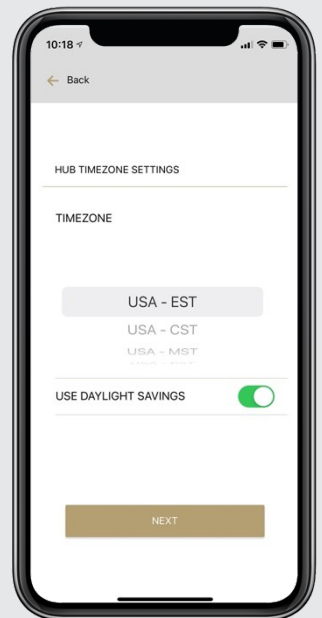 10:18
Back
HUB TIMEZONE SETTINGS
TIMEZONE
USA - EST
USA - CST
USA - MST
USE DAYLIGHT SAVINGS
NEXT